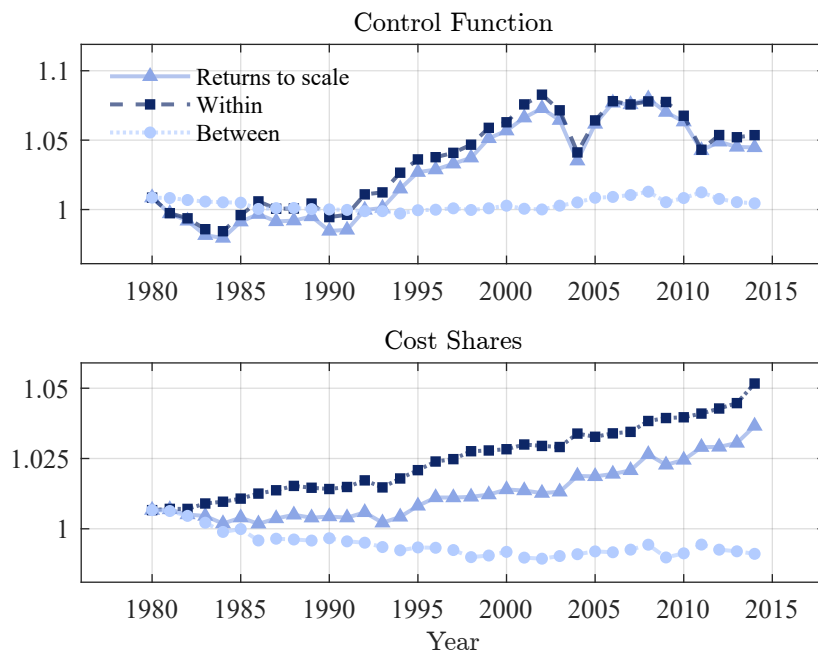 Control Function
1.1
1.05
1
Returns to scale
Within
Between
1980 1985 1990 1995 2000 2005 2010 2015
Cost Shares
1.05
1.025
1
1980 1985 1990 1995 2000 2005 2010 2015
Year